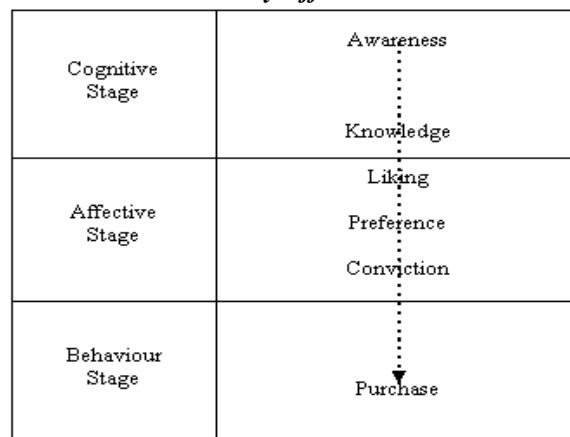 Cognitive
Stage
Awareness
Knowledge
Affective
Stage
Liking
Preference
Conviction
Behaviour
Stage
Purchase